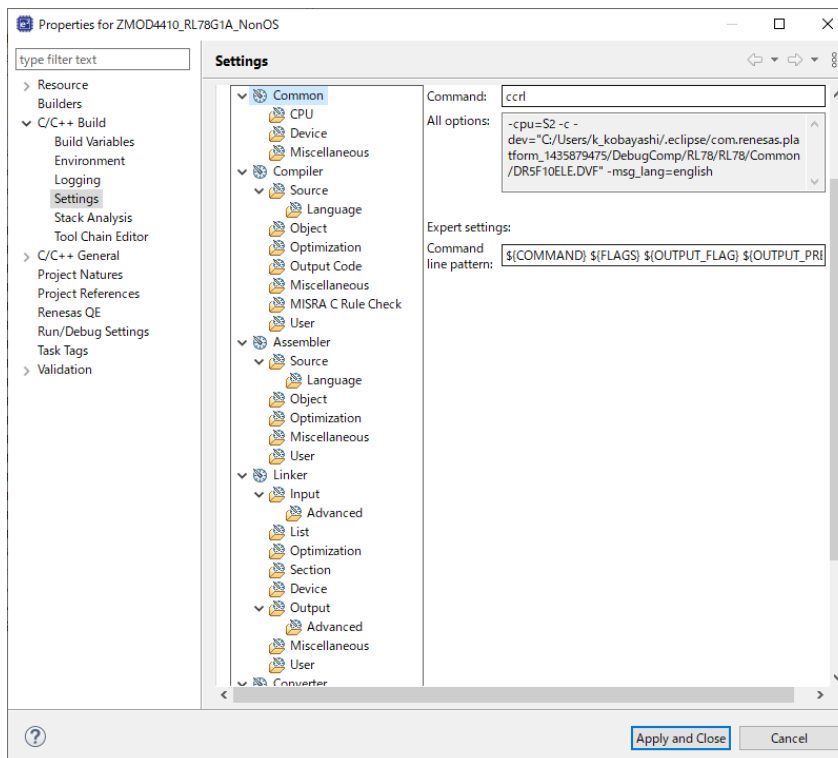 Properties for ZMOD4410_RL78G1A_NonOS
type filter text
Resource
Builders
C/C++ Build
Build Variables
Environment
Logging
Settings
Stack Analysis
Tool Chain Editor
C/C++ General
Project Natures
Project References
Renesas QE
Run/Debug Settings
Task Tags
Validation
Settings
Common
CPU
Device
Miscellaneous
Compiler
Source
Language
Object
Optimization
Output Code
Miscellaneous
MISRA C Rule Check
User
Assembler
Source
Language
Object
Optimization
Miscellaneous
User
Linker
Input
Advanced
List
Optimization
Section
Device
Output
Advanced
Miscellaneous
User
Converter
Command: ccrl
All options:
-cpu=S2 -c -
dev="C:/Users/k_kobayashi/.eclipse/com.renesas.pla
tform_1435879475/DebugComp/RL78/RL78/Common
/DR5F10ELE.DVF" -msg_lang=english
Expert settings:
Command
line pattern:
${COMMAND} ${FLAGS} ${OUTPUT_FLAG} ${OUTPUT_PRE
Apply and Close
Cancel